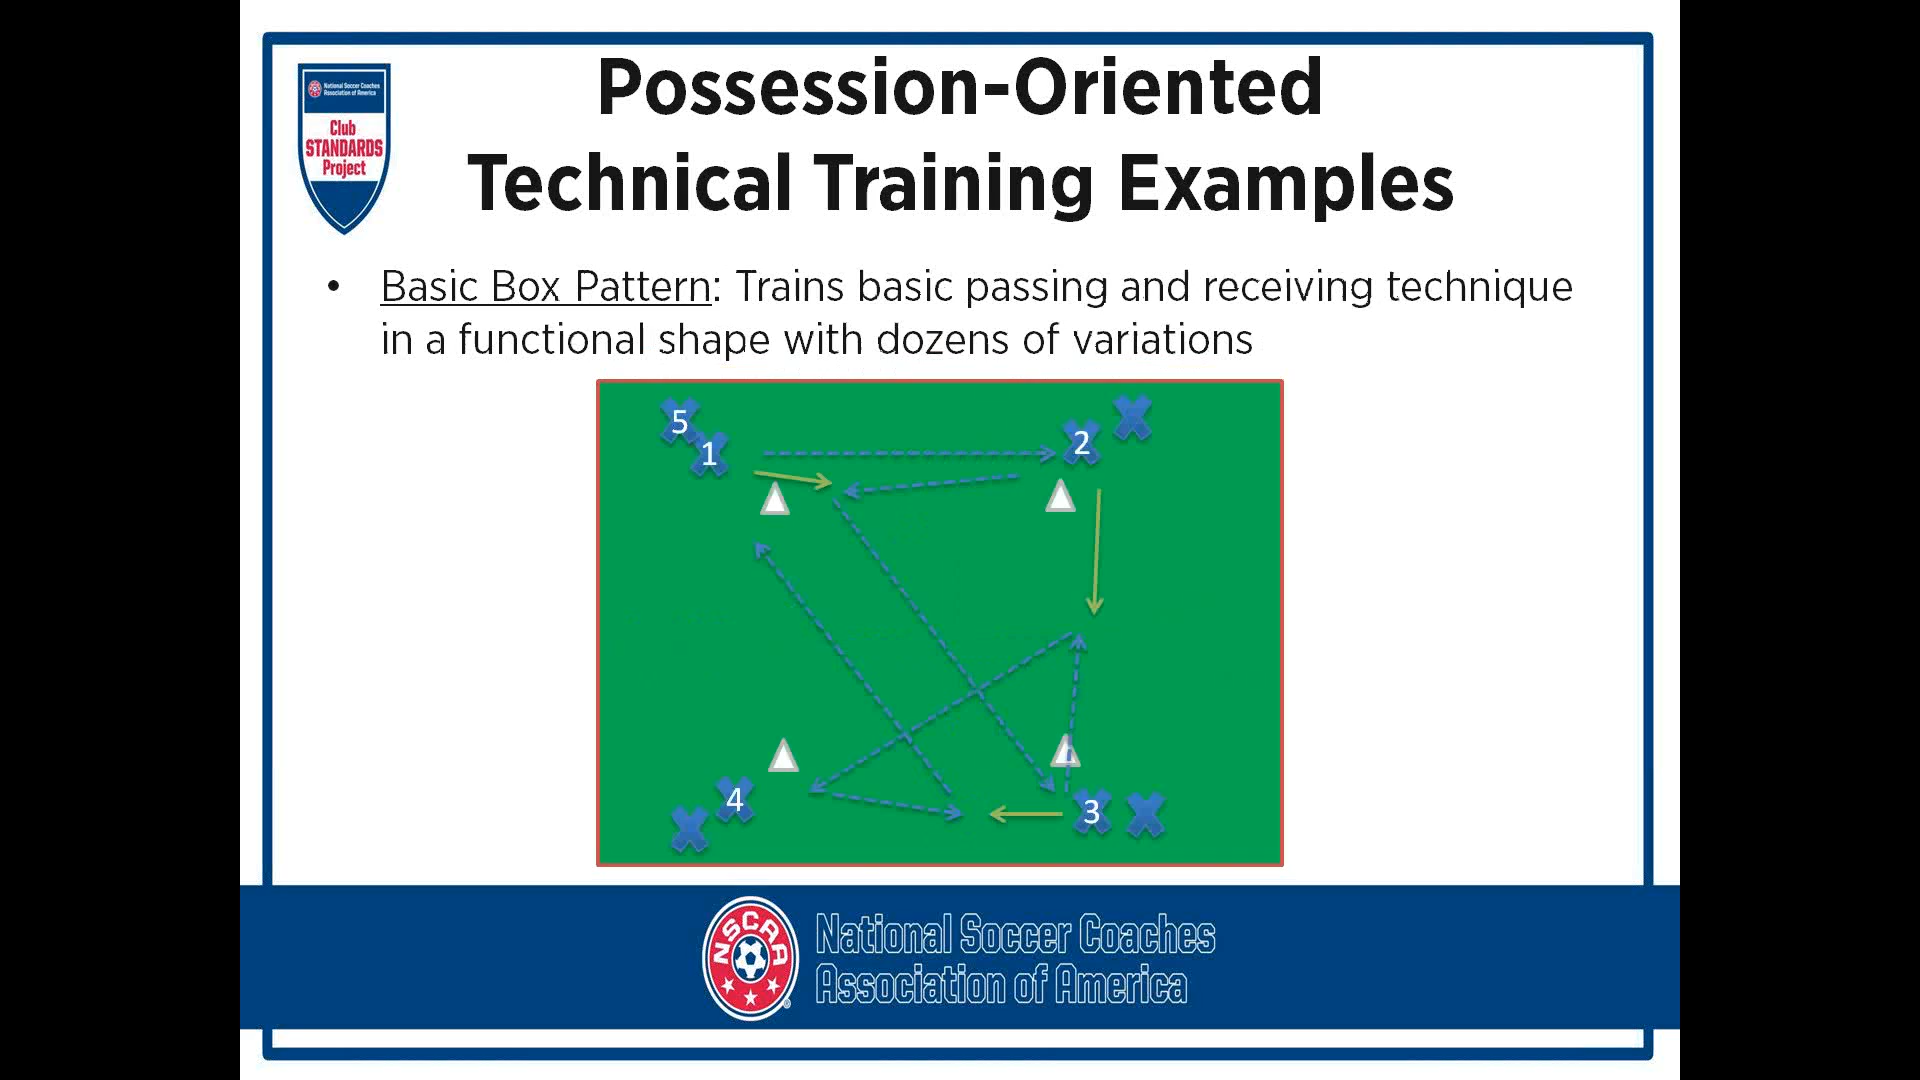 Possession-Oriented
Technical Training Examples
National Soccer Coaches
Association of America
Club
STANDARDS
Project
• Basic Box Pattern: Trains basic passing and receiving technique
in a functional shape with dozens of variations
5
1
2
4
3
NSCAA
National Soccer Coaches
Association of America